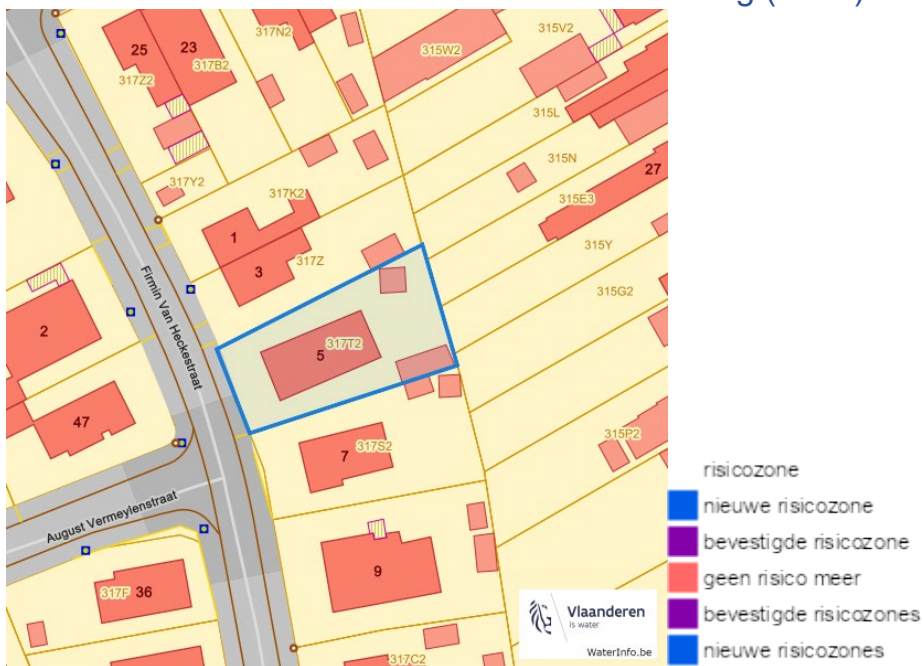 25
23
317Z2
317B2
317N2
315W2
315V2
315L
315N
27
315E3
317Y2
317K2
1
3
317Z
315Y
315G2
Firmin Van Heckestraat
2
5
317T2
47
7
317S2
315P2
August Vermeylenstraat
9
317F
36
317C2
Vlaanderen
is water
WaterInfo.be
risicozone
nieuwe risicozone
bevestigde risicozone
geen risico meer
bevestigde risicozones
nieuwe risicozones